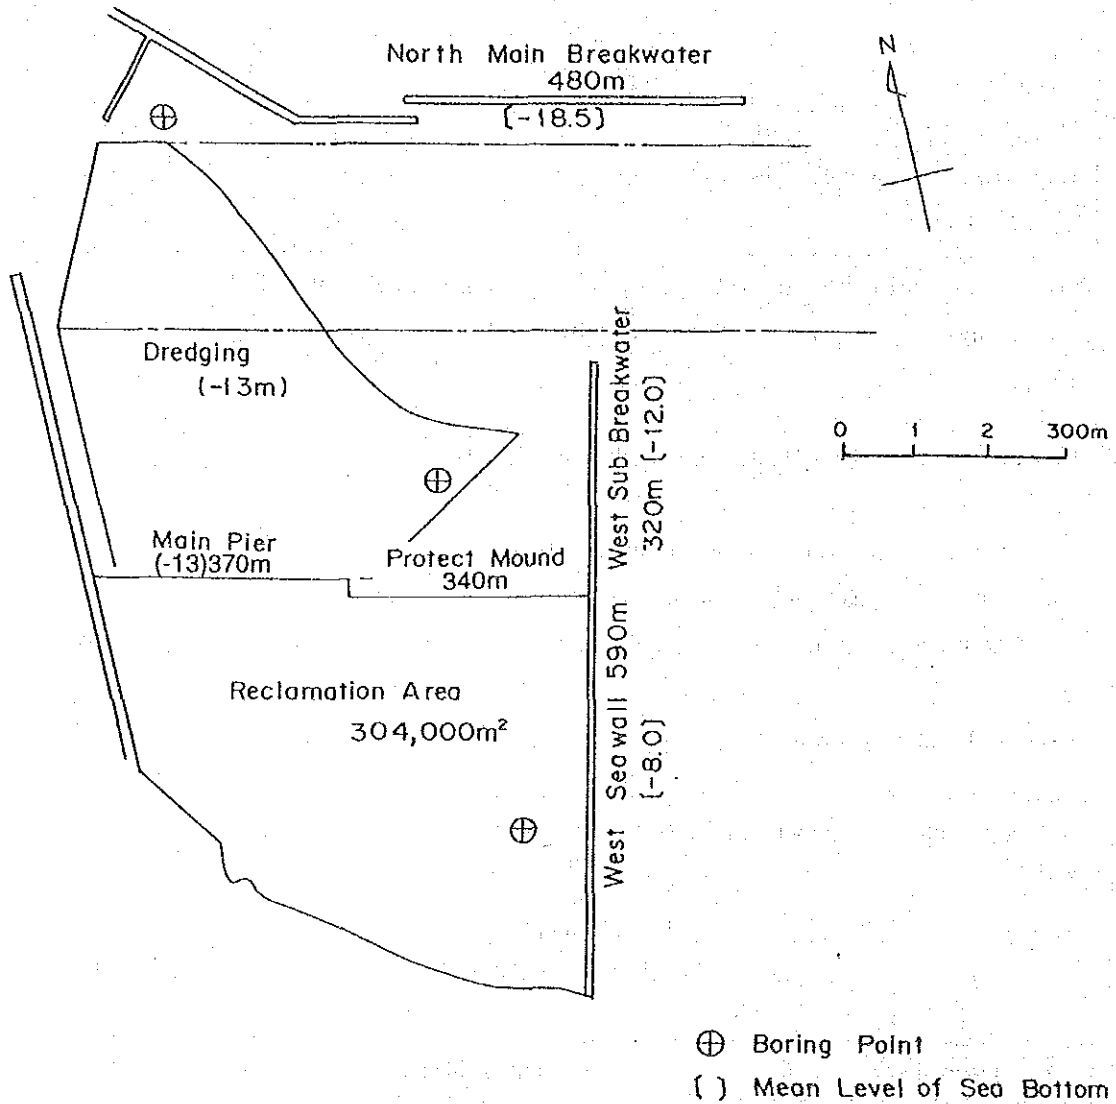 North Main Breakwater
480m
[-18.5]
N
Dredging
(-13m)
West Sub Breakwater
320m [-12.0]
0 1 2 300m
Main Pier
(-13)370m
Protect Mound
340m
West Seawall 590m
[-8.0]
Reclamation Area
304,000m²
Boring Point
[ ] Mean Level of Sea Bottom